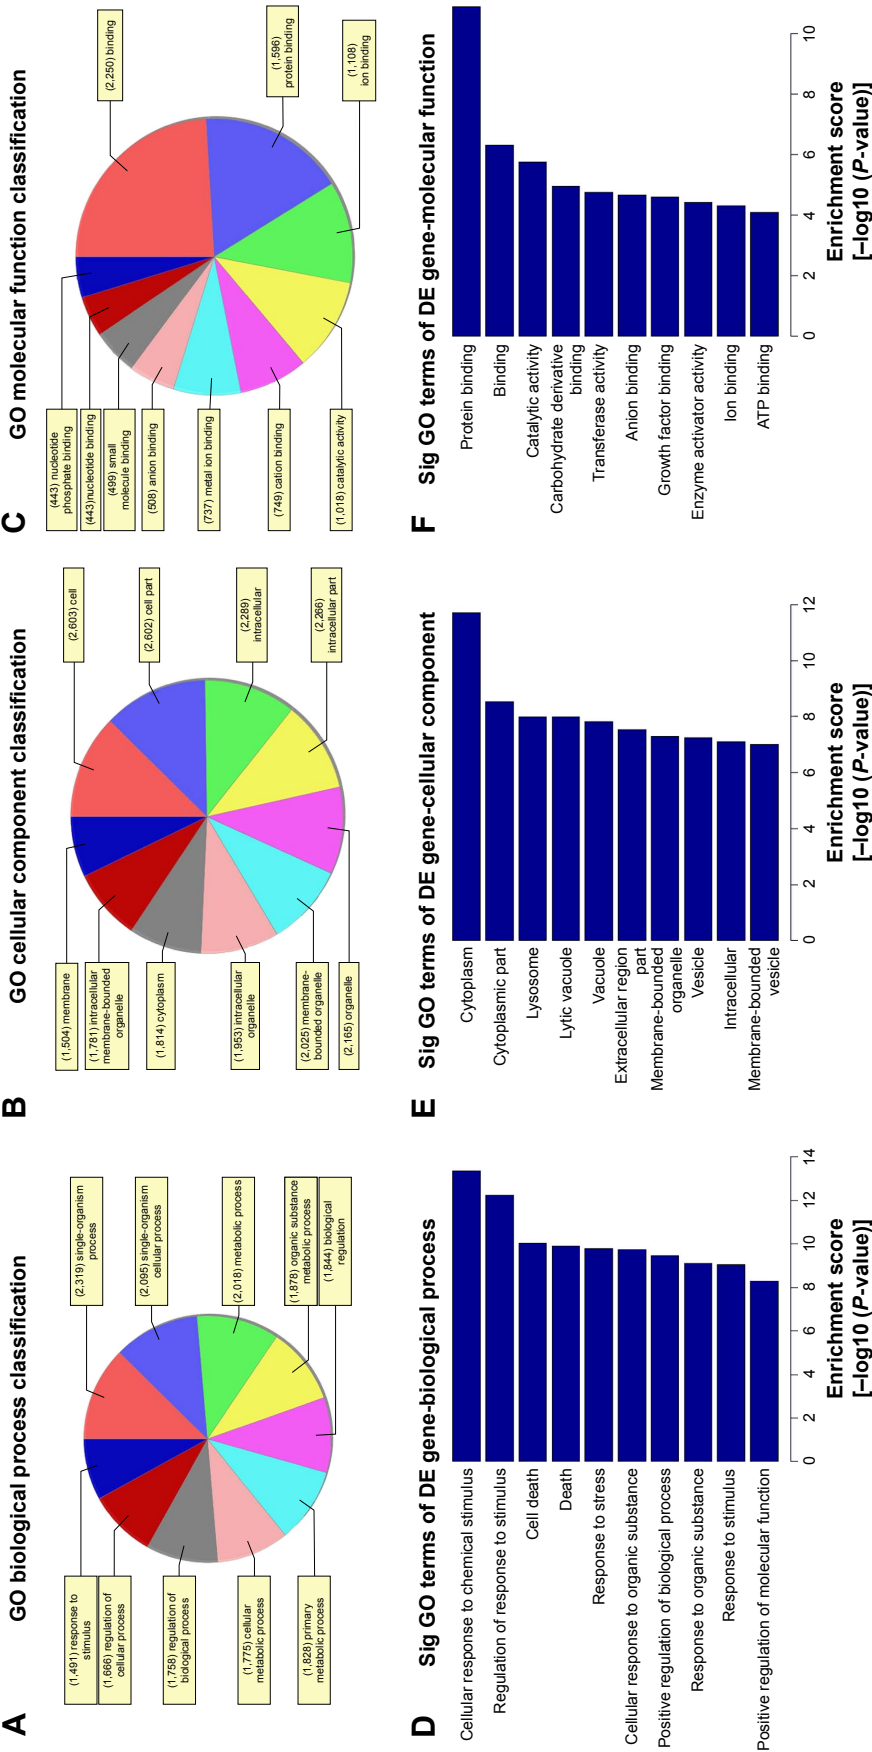 A
GO biological process classification
(2,319) single-organism
process
(2,095) single-organism
cellular process
(2,018) metabolic process
(1,878) organic substance
metabolic process
(1,844) biological
regulation
(1,828) primary
metabolic process
(1,775) cellular
metabolic process
(1,758) regulation of
biological process
(1,666) regulation of
cellular process
(1,491) response to
stimulus
B
GO cellular component classification
(2,603) cell
(2,602) cell part
(2,289)
intracellular
(2,266)
intracellular part
(2,165) organelle
(2,025) membrane-
bounded organelle
(1,953) intracellular
organelle
(1,814) cytoplasm
(1,781) intracellular
membrane-bounded
organelle
(1,504) membrane
C
GO molecular function classification
(2,250) binding
(1,596)
protein binding
(1,108)
ion binding
(1,018) catalytic activity
(749) cation binding
(737) metal ion binding
(508) anion binding
(499) small
molecule binding
(443)nucleotide binding
(443) nucleotide
phosphate binding
D
Sig GO terms of DE gene-biological process
Cellular response to chemical stimulus
Regulation of response to stimulus
Cell death
Death
Response to stress
Cellular response to organic substance
Positive regulation of biological process
Response to organic substance
Response to stimulus
Positive regulation of molecular function
0 2 4 6 8 10 12 14
Enrichment score
[–log10 (P-value)]
E
Sig GO terms of DE gene-cellular component
Cytoplasm
Cytoplasmic part
Lysosome
Lytic vacuole
Vacuole
Extracellular region
part
Membrane-bounded
organelle
Vesicle
Intracellular
Membrane-bounded
vesicle
0 2 4 6 8 10 12
Enrichment score
[–log10 (P-value)]
F
Sig GO terms of DE gene-molecular function
Protein binding
Binding
Catalytic activity
Carbohydrate derivative
binding
Transferase activity
Anion binding
Growth factor binding
Enzyme activator activity
Ion binding
ATP binding
0 2 4 6 8 10
Enrichment score
[–log10 (P-value)]